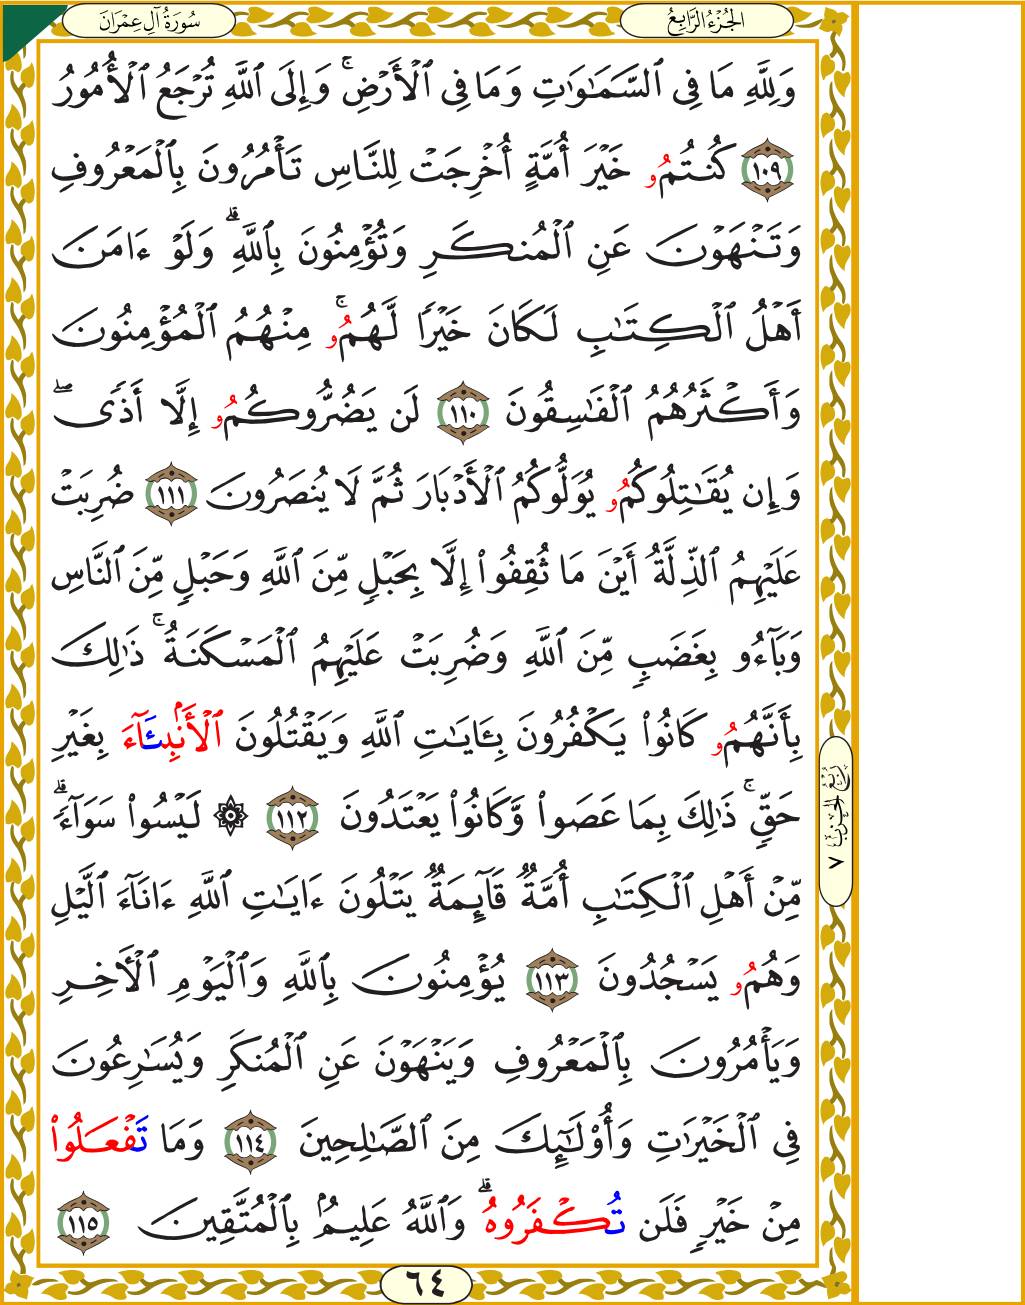 سُورَةُ آلِ عِمْرَانَ
الجُزْءُ الرَّابِعُ
وَلِلَّهِ مَا فِي ٱلسَّمَٰوَٰتِ وَمَا فِي ٱلْأَرْضِۚ وَإِلَى ٱللَّهِ تُرْجَعُ ٱلْأُمُورُ
١٠٩ كُنتُمُۥ خَيْرَ أُمَّةٍ أُخْرِجَتْ لِلنَّاسِ تَأْمُرُونَ بِٱلْمَعْرُوفِ
وَتَنْهَوْنَ عَنِ ٱلْمُنكَرِ وَتُؤْمِنُونَ بِٱللَّهِۗ وَلَوْ ءَامَنَ
أَهْلُ ٱلْكِتَٰبِ لَكَانَ خَيْرًا لَّهُمُۥۚ مِنْهُمُ ٱلْمُؤْمِنُونَ
وَأَكْثَرُهُمُ ٱلْفَٰسِقُونَ ١١٠ لَن يَضُرُّوكُمُۥ إِلَّا أَذًىۖ
وَإِن يُقَٰتِلُوكُمُۥ يُوَلُّوكُمُ ٱلْأَدْبَارَ ثُمَّ لَا يُنصَرُونَ ١١١ ضُرِبَتْ
عَلَيْهِمُ ٱلذِّلَّةُ أَيْنَ مَا ثُقِفُوا۟ إِلَّا بِحَبْلٍ مِّنَ ٱللَّهِ وَحَبْلٍ مِّنَ ٱلنَّاسِ
وَبَآءُو بِغَضَبٍ مِّنَ ٱللَّهِ وَضُرِبَتْ عَلَيْهِمُ ٱلْمَسْكَنَةُۚ ذَٰلِكَ
بِأَنَّهُمُۥ كَانُوا۟ يَكْفُرُونَ بِـَٔايَٰتِ ٱللَّهِ وَيَقْتُلُونَ ٱلْأَنۢبِـَٔآءَ بِغَيْرِ
حَقٍّۚ ذَٰلِكَ بِمَا عَصَوا۟ وَّكَانُوا۟ يَعْتَدُونَ ١١٢ ۞ لَيْسُوا۟ سَوَآءًۗ
مِّنْ أَهْلِ ٱلْكِتَٰبِ أُمَّةٌ قَآئِمَةٌ يَتْلُونَ ءَايَٰتِ ٱللَّهِ ءَانَآءَ ٱلَّيْلِ
وَهُمُۥ يَسْجُدُونَ ١١٣ يُؤْمِنُونَ بِٱللَّهِ وَٱلْيَوْمِ ٱلْأَخِرِ
وَيَأْمُرُونَ بِٱلْمَعْرُوفِ وَيَنْهَوْنَ عَنِ ٱلْمُنكَرِ وَيُسَٰرِعُونَ
فِي ٱلْخَيْرَٰتِ وَأُو۟لَٰٓئِكَ مِنَ ٱلصَّٰلِحِينَ ١١٤ وَمَا تَفْعَلُوا۟
مِنْ خَيْرٍ فَلَن تُكْفَرُوهُۗ وَٱللَّهُ عَلِيمٌۢ بِٱلْمُتَّقِينَ ١١٥
رُبْعُ الحِزْبِ ٧
٦٤